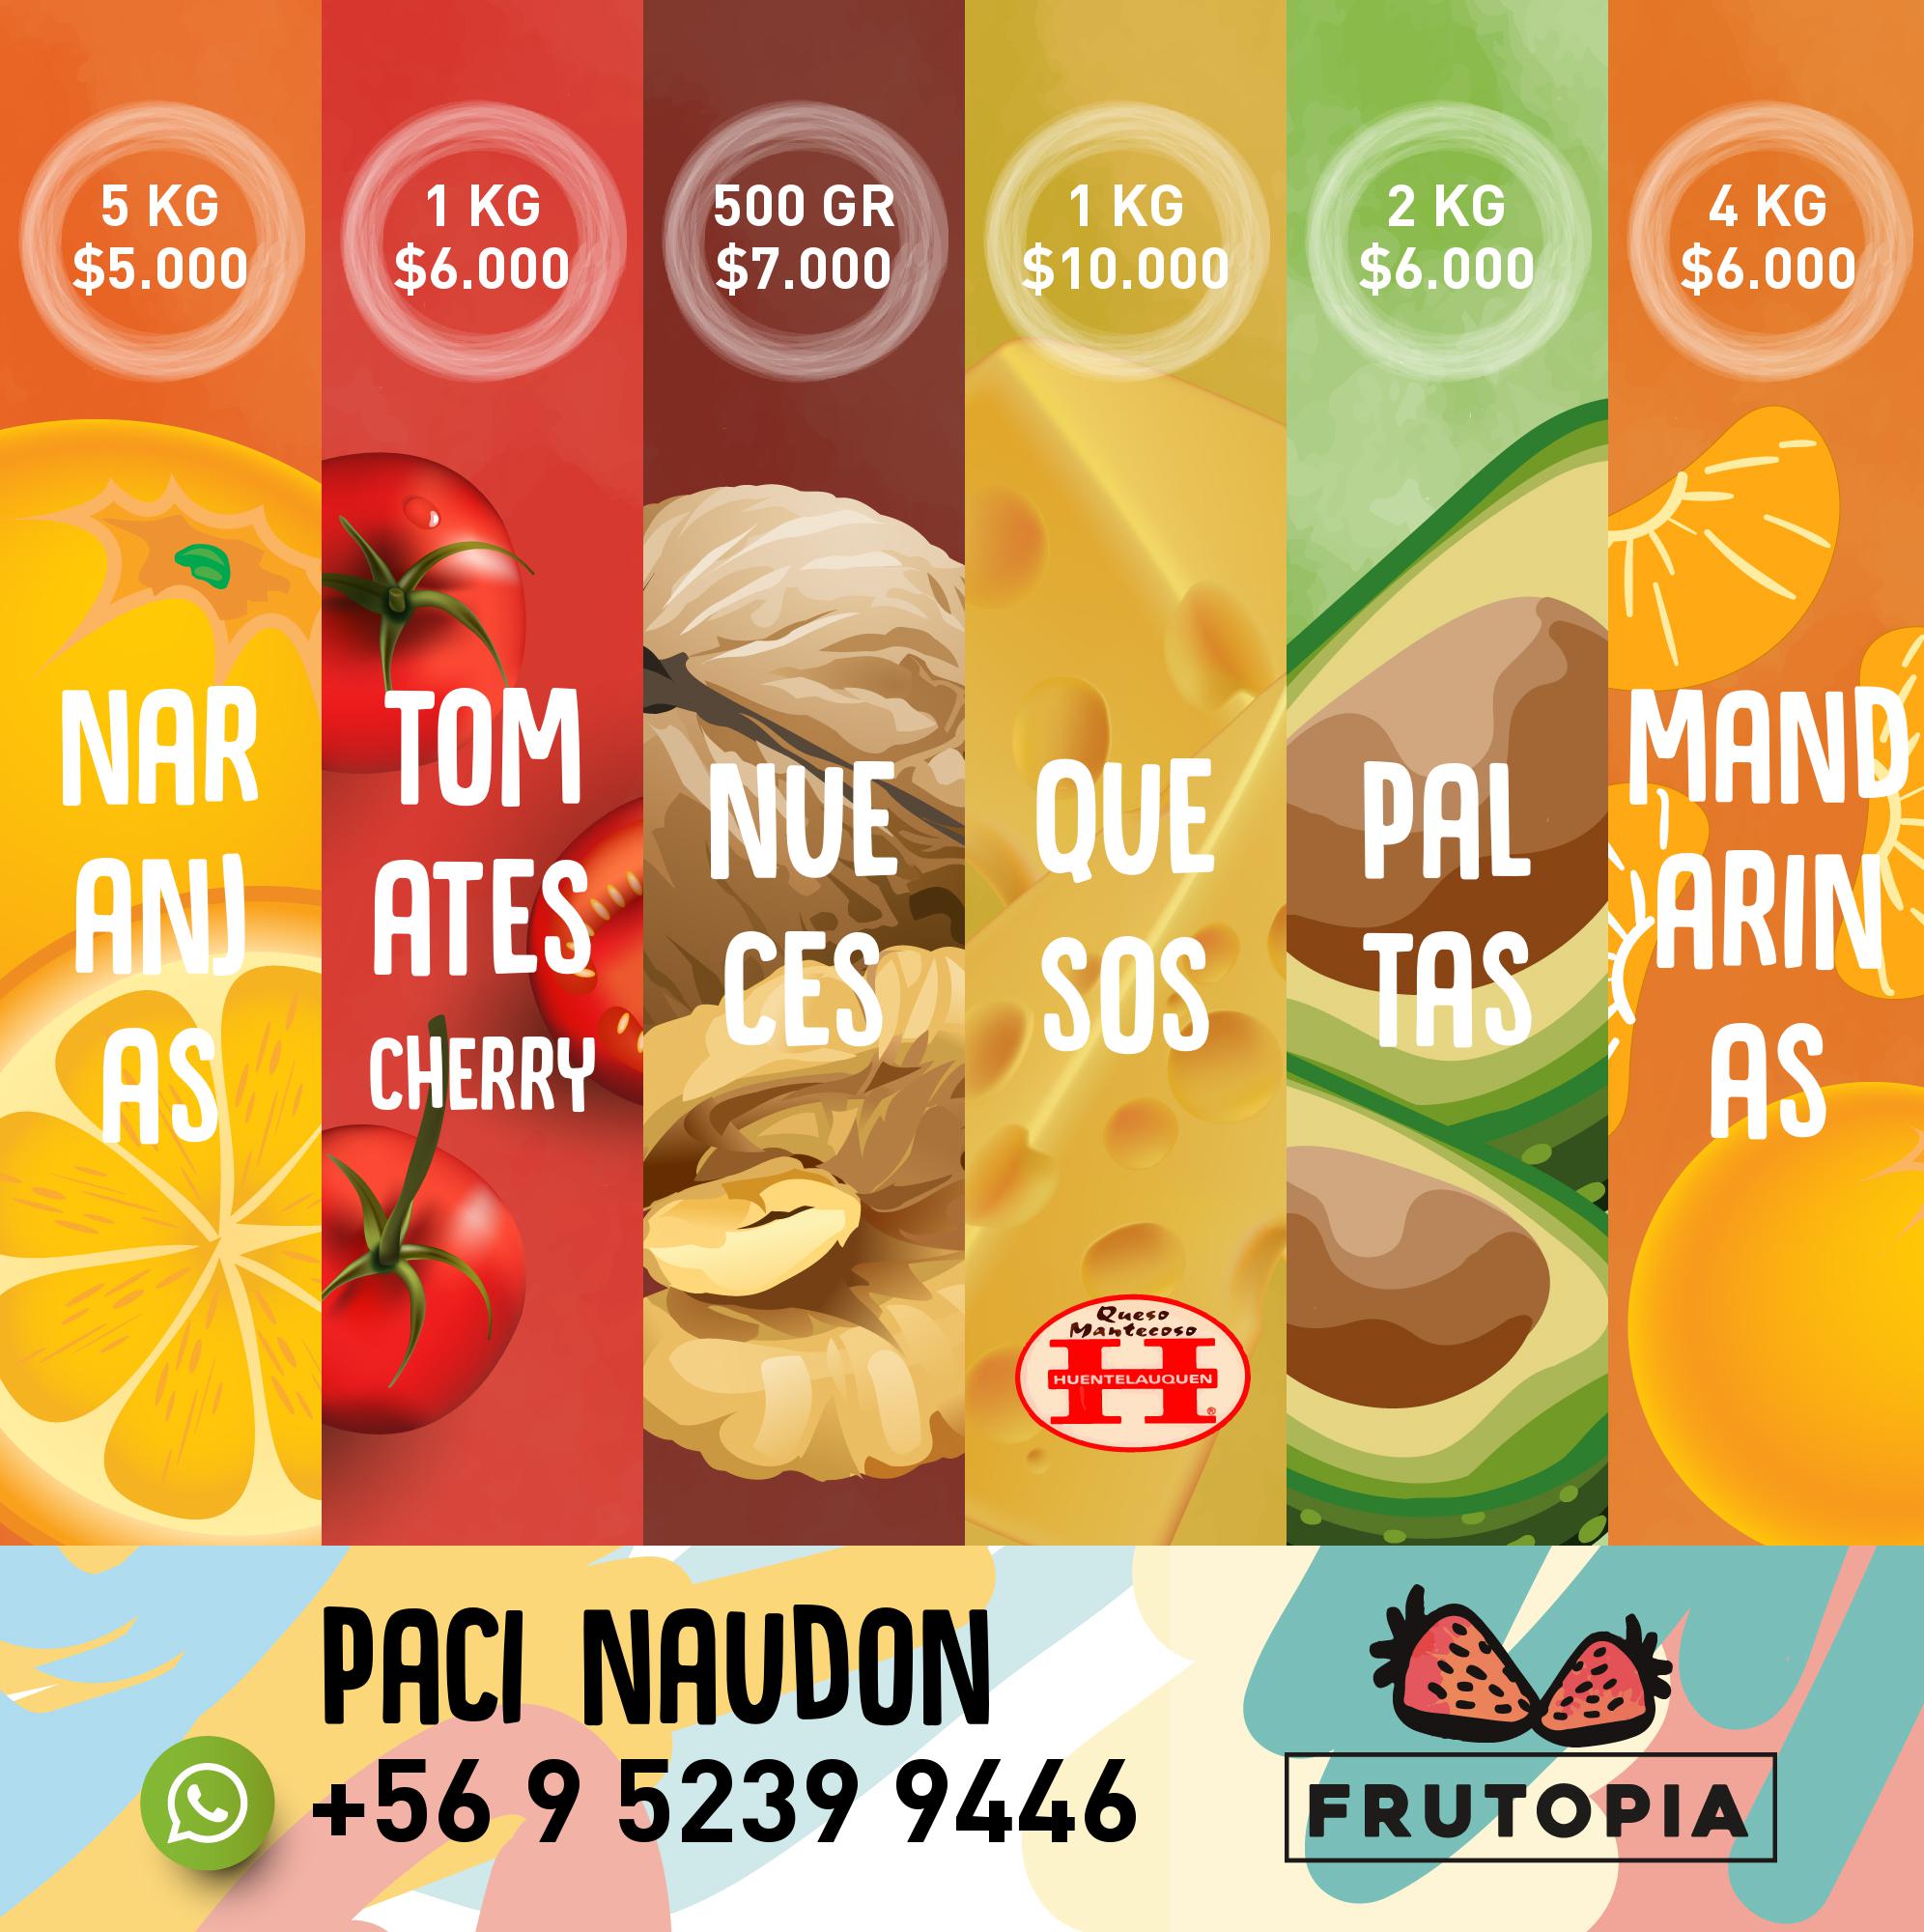 5 KG
$5.000
NAR
ANJ
AS
1 KG
$6.000
TOM
ATES
CHERRY
500 GR
$7.000
NUE
CES
1 KG
$10.000
QUE
SOS
Queso
Mantecoso
H
HUENTELAUQUEN
®
2 KG
$6.000
PAL
TAS
4 KG
$6.000
MAND
ARIN
AS
PACI NAUDON
+56 9 5239 9446
FRUTOPIA